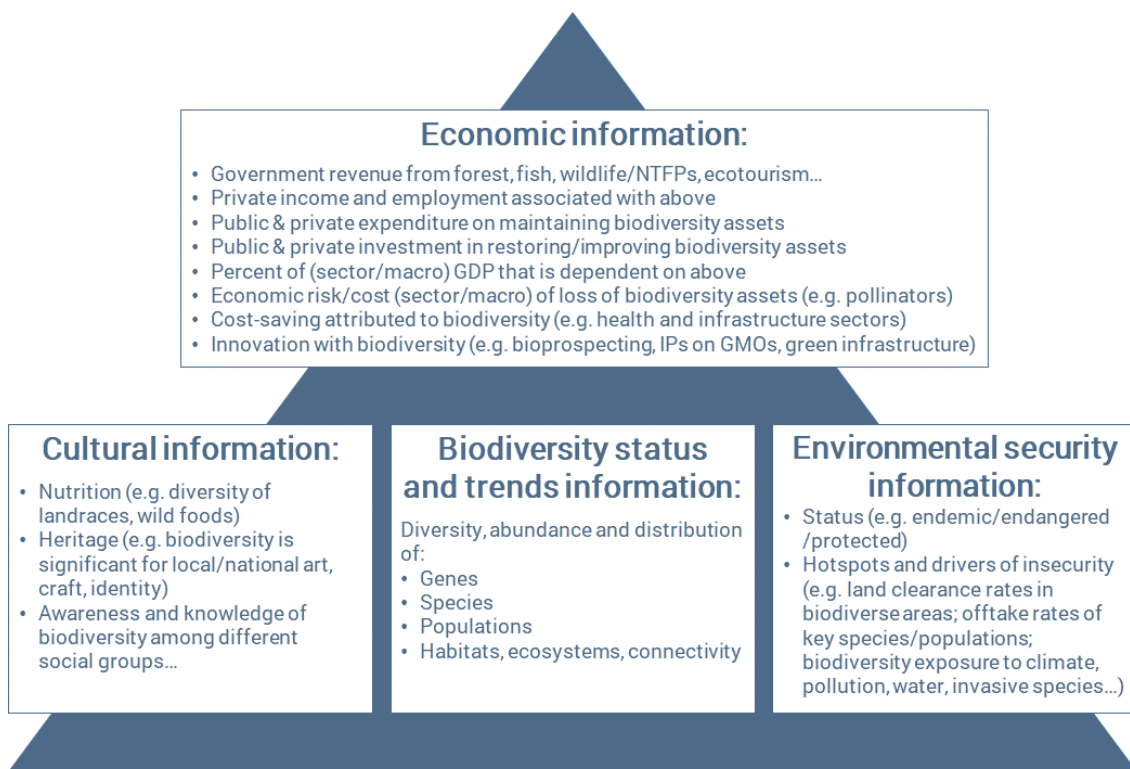 Economic information:
• Government revenue from forest, fish, wildlife/NTFPs, ecotourism…
• Private income and employment associated with above
• Public & private expenditure on maintaining biodiversity assets
• Public & private investment in restoring/improving biodiversity assets
• Percent of (sector/macro) GDP that is dependent on above
• Economic risk/cost (sector/macro) of loss of biodiversity assets (e.g. pollinators)
• Cost-saving attributed to biodiversity (e.g. health and infrastructure sectors)
• Innovation with biodiversity (e.g. bioprospecting, IPs on GMOs, green infrastructure)
Cultural information:
• Nutrition (e.g. diversity of
landraces, wild foods)
• Heritage (e.g. biodiversity is
significant for local/national art,
craft, identity)
• Awareness and knowledge of
biodiversity among different
social groups…
Biodiversity status
and trends information:
Diversity, abundance and distribution
of:
• Genes
• Species
• Populations
• Habitats, ecosystems, connectivity
Environmental security
information:
• Status (e.g. endemic/endangered
/protected)
• Hotspots and drivers of insecurity
(e.g. land clearance rates in
biodiverse areas; offtake rates of
key species/populations;
biodiversity exposure to climate,
pollution, water, invasive species…)